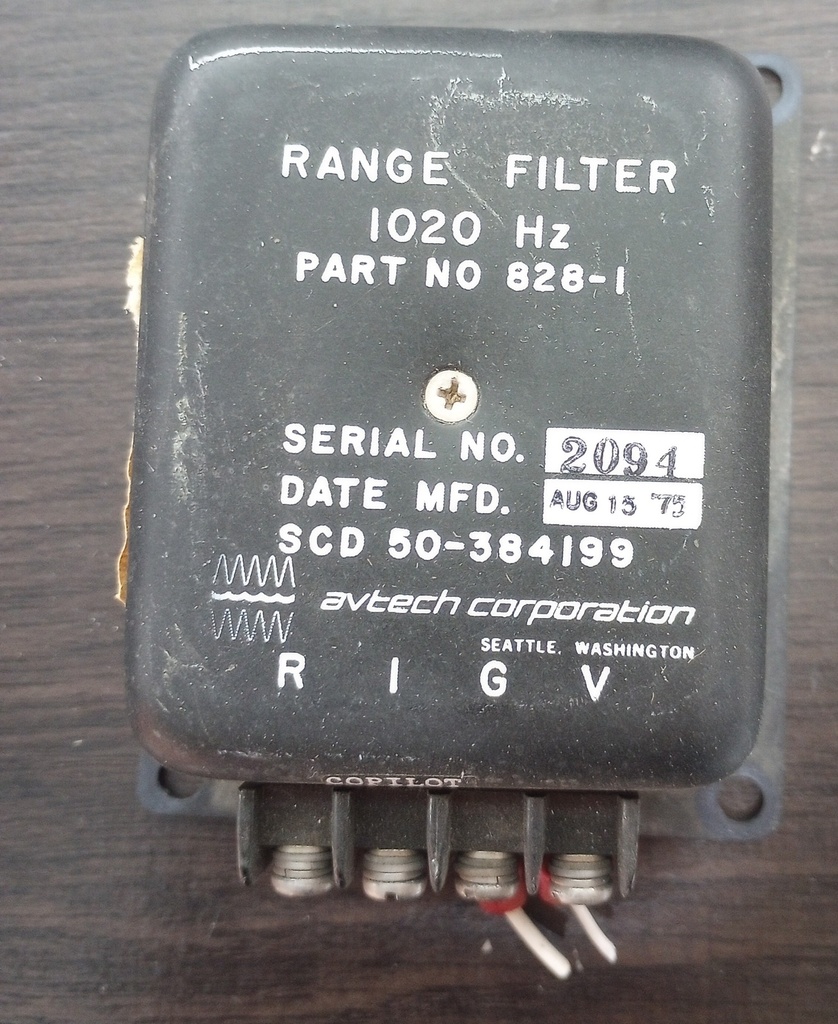 RANGE FILTER
1020 Hz
PART NO 828-1
SERIAL NO. 2094
DATE MFD. AUG 15 '75
SCD 50-384199
avtech corporation
SEATTLE, WASHINGTON
R I G V
COPILOT